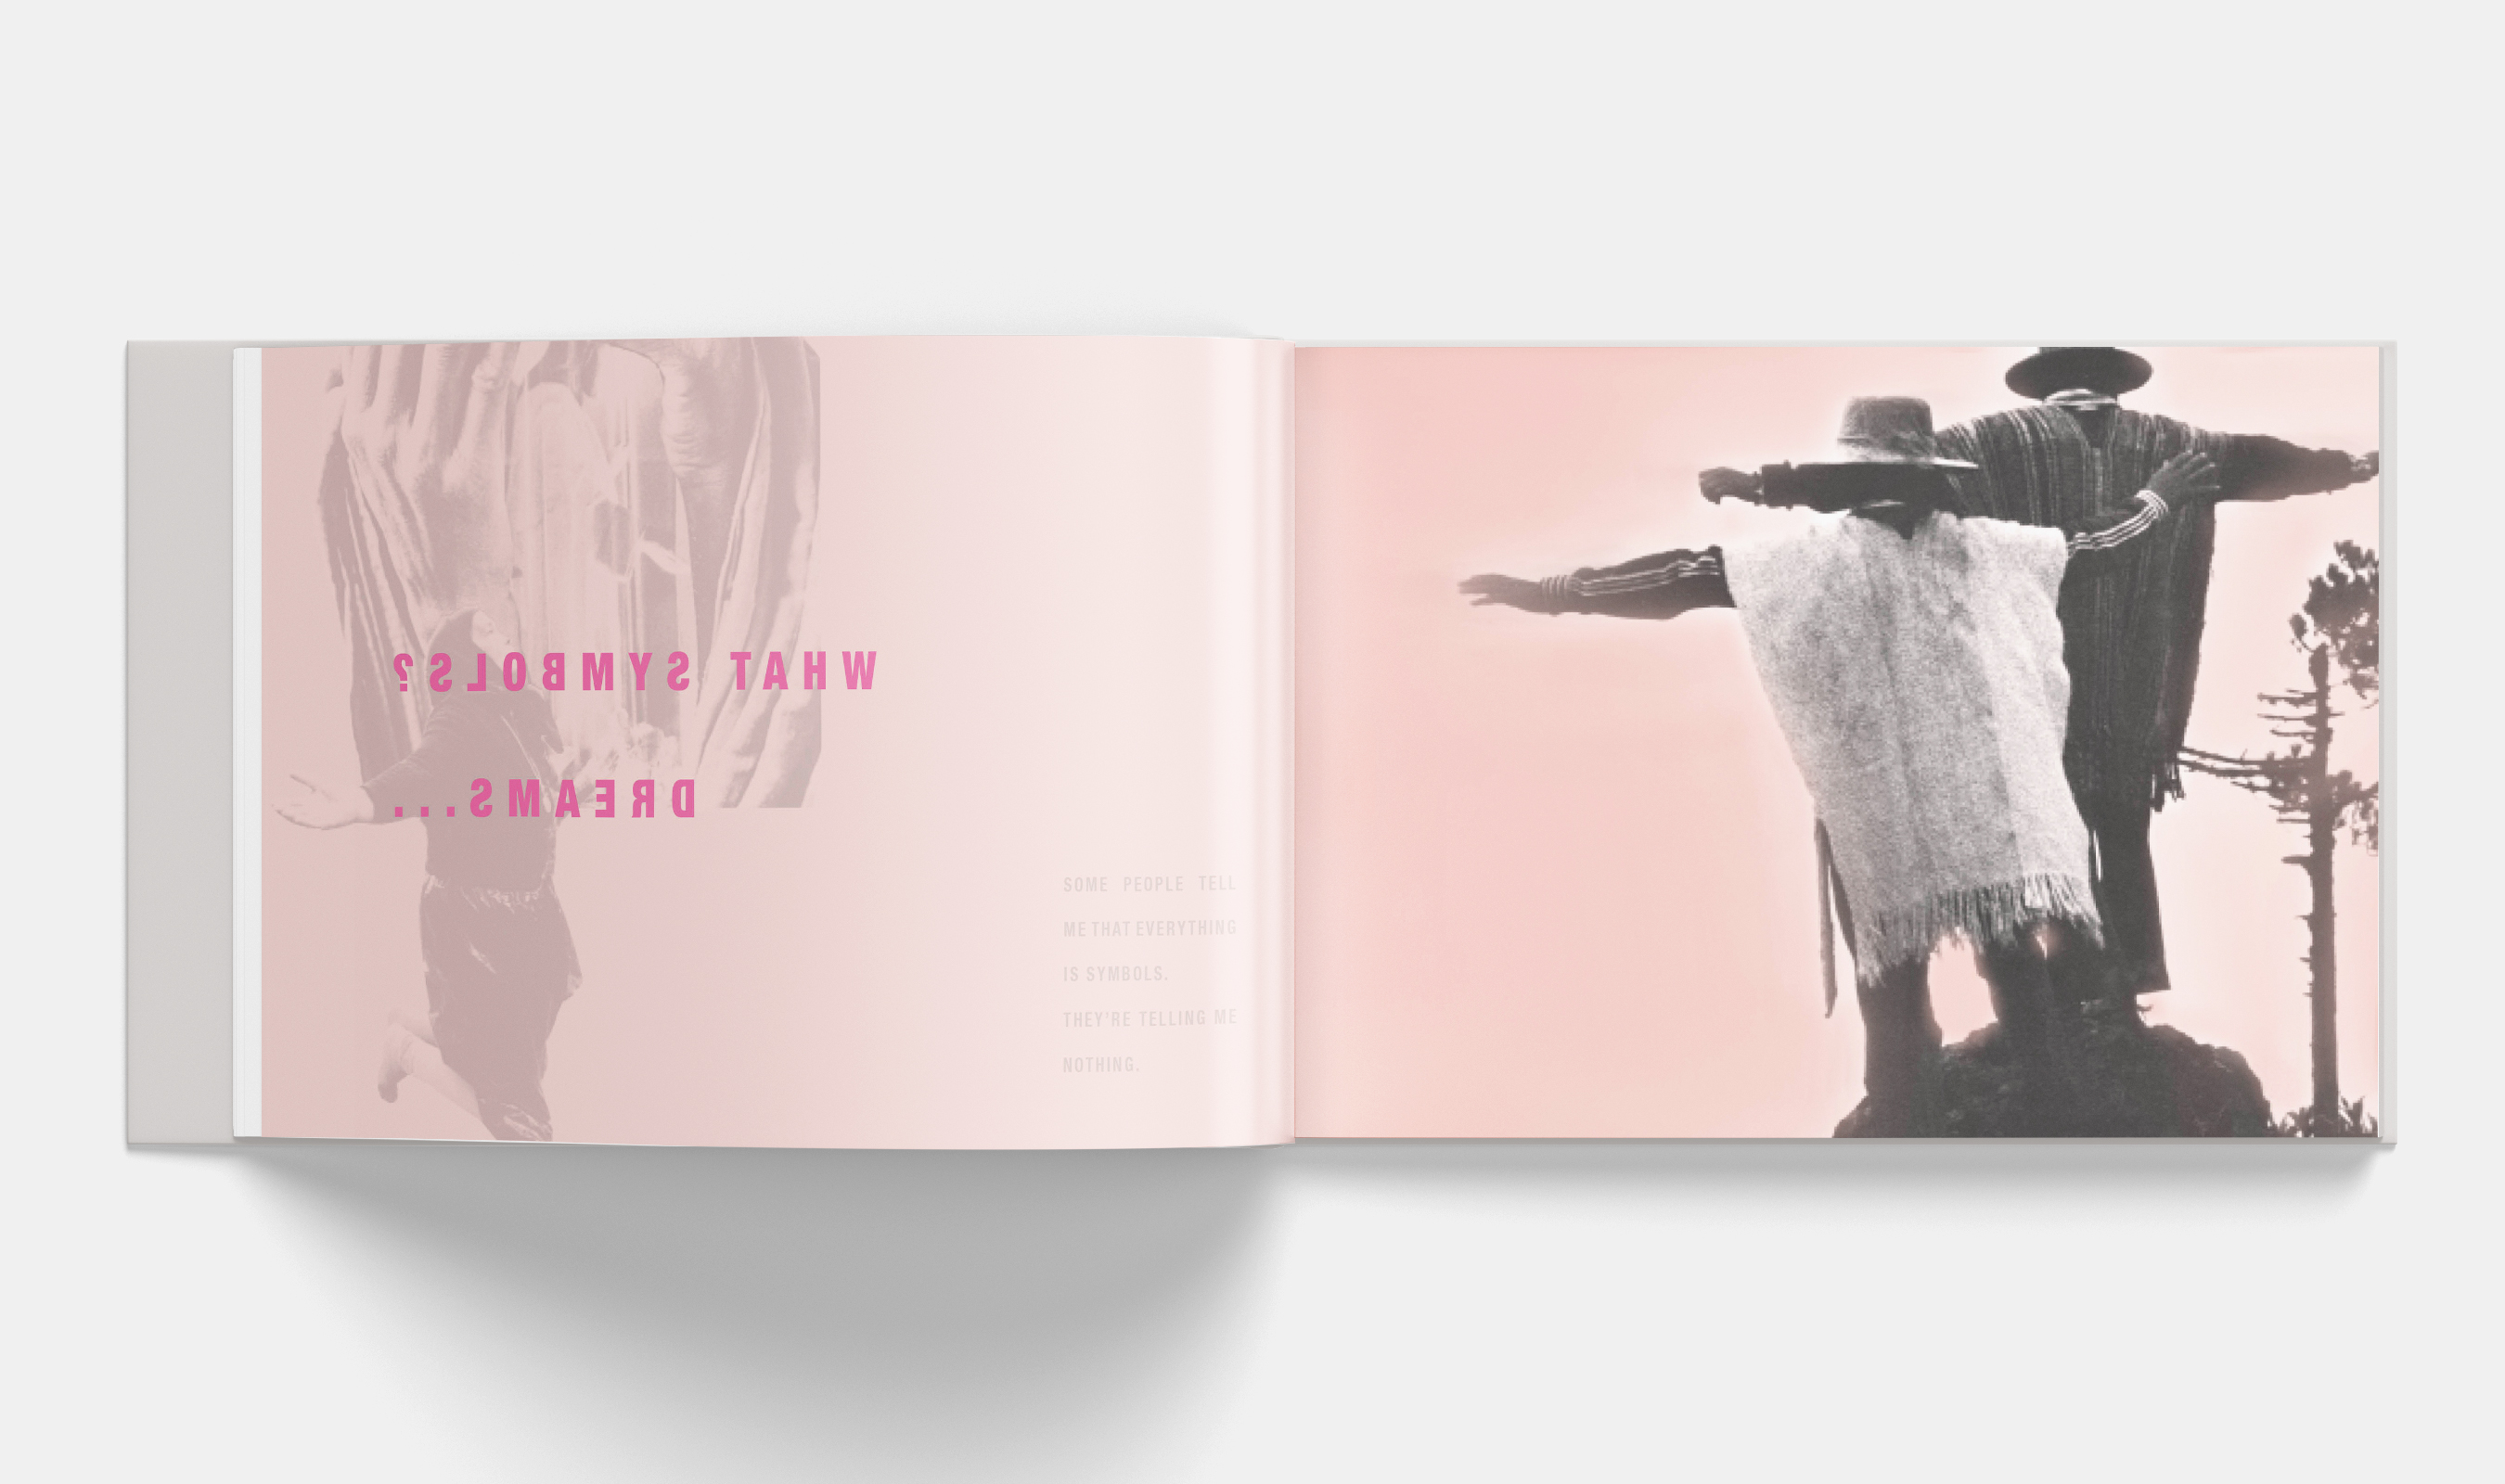 WHAT SYMBOLS?
DREAMS...
SOME PEOPLE TELL
ME THAT EVERYTHING
IS SYMBOLS.
THEY'RE TELLING ME
NOTHING.